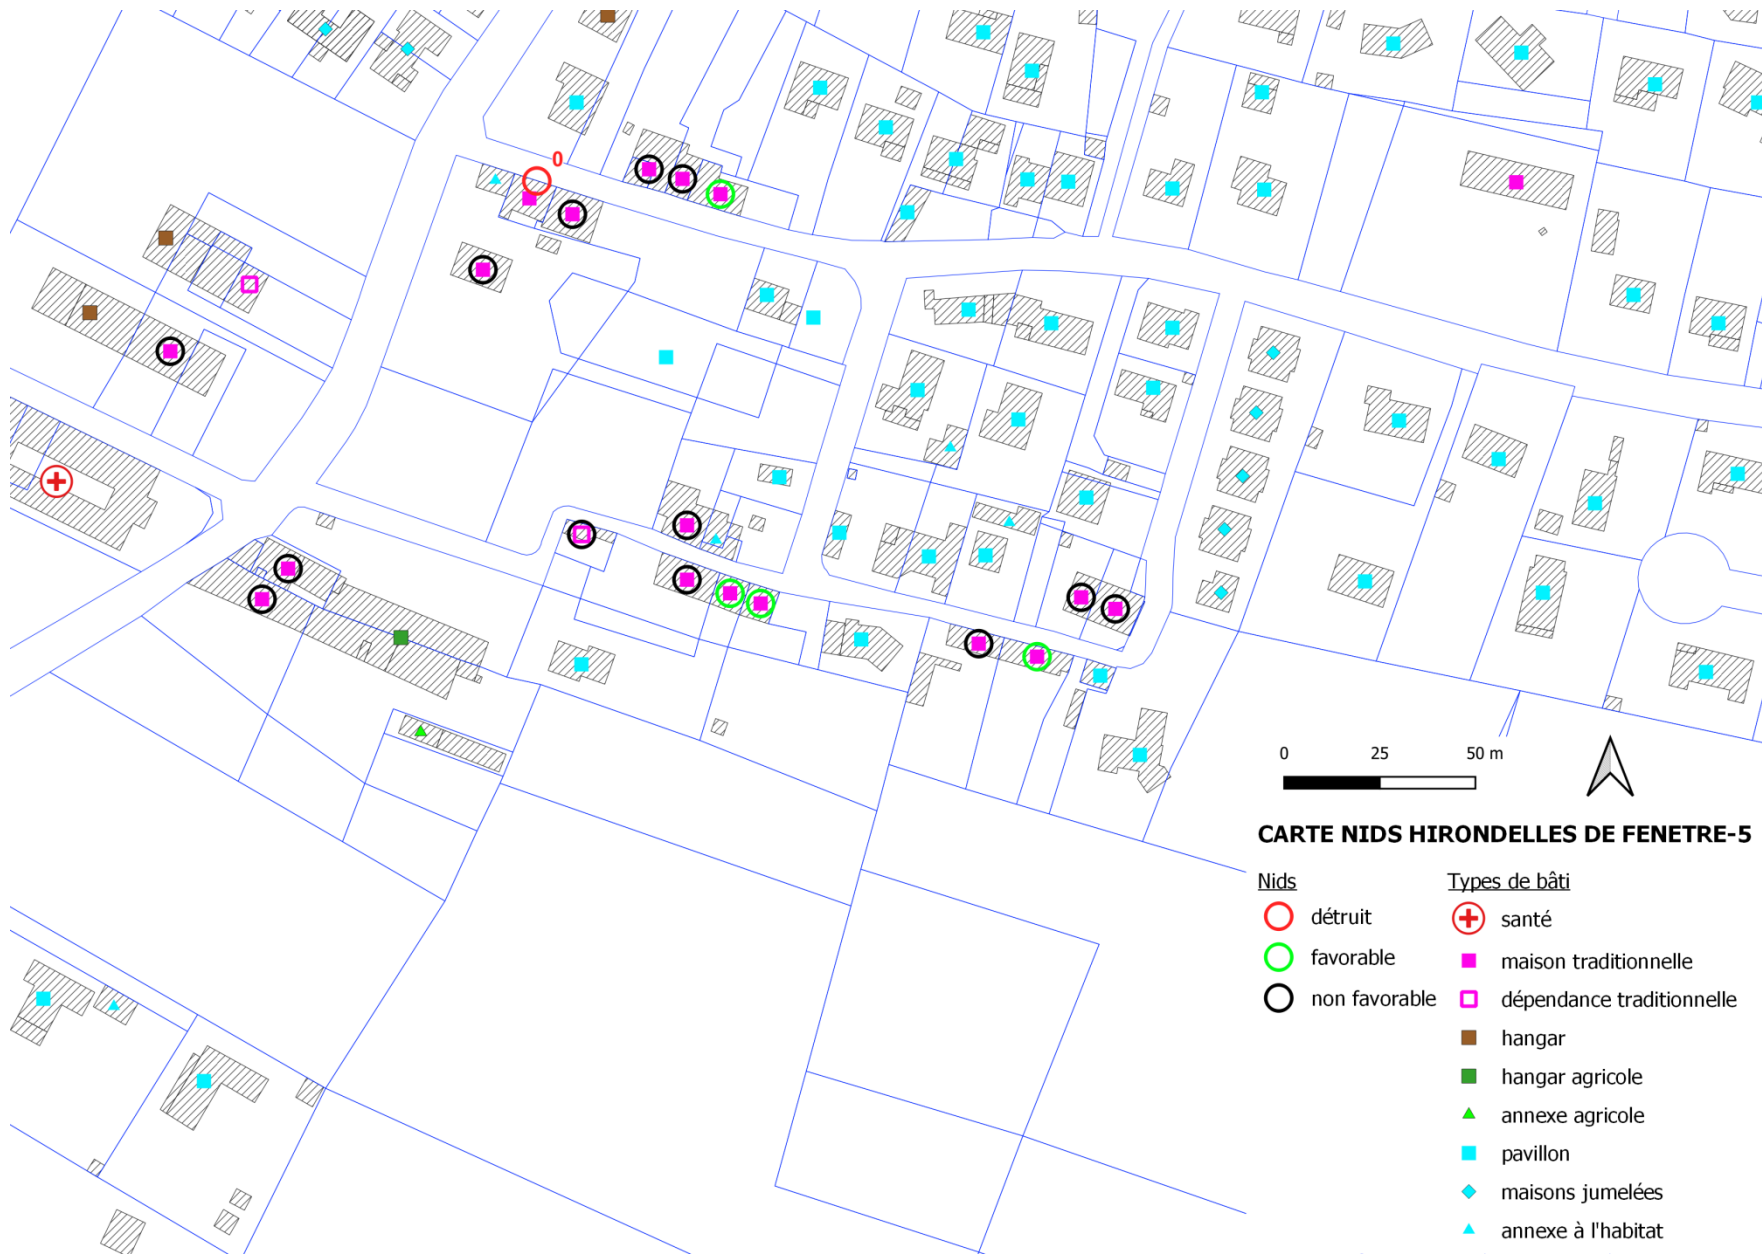 0
0 25 50 m
CARTE NIDS HIRONDELLES DE FENETRE-5
Nids
détruit
favorable
non favorable
Types de bâti
santé
maison traditionnelle
dépendance traditionnelle
hangar
hangar agricole
annexe agricole
pavillon
maisons jumelées
annexe à l'habitat